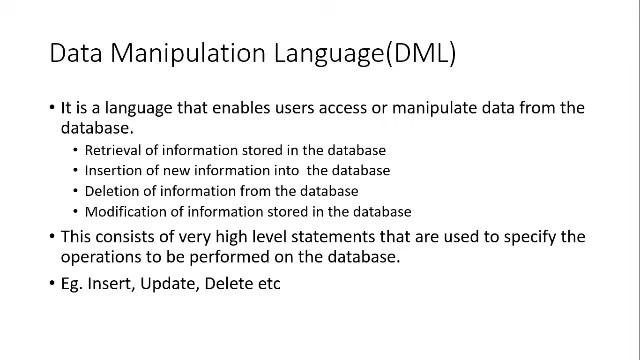 Data Manipulation Language(DML)
• It is a language that enables users access or manipulate data from the
database.
• Retrieval of information stored in the database
• Insertion of new information into the database
• Deletion of information from the database
• Modification of information stored in the database
• This consists of very high level statements that are used to specify the
operations to be performed on the database.
• Eg. Insert, Update, Delete etc